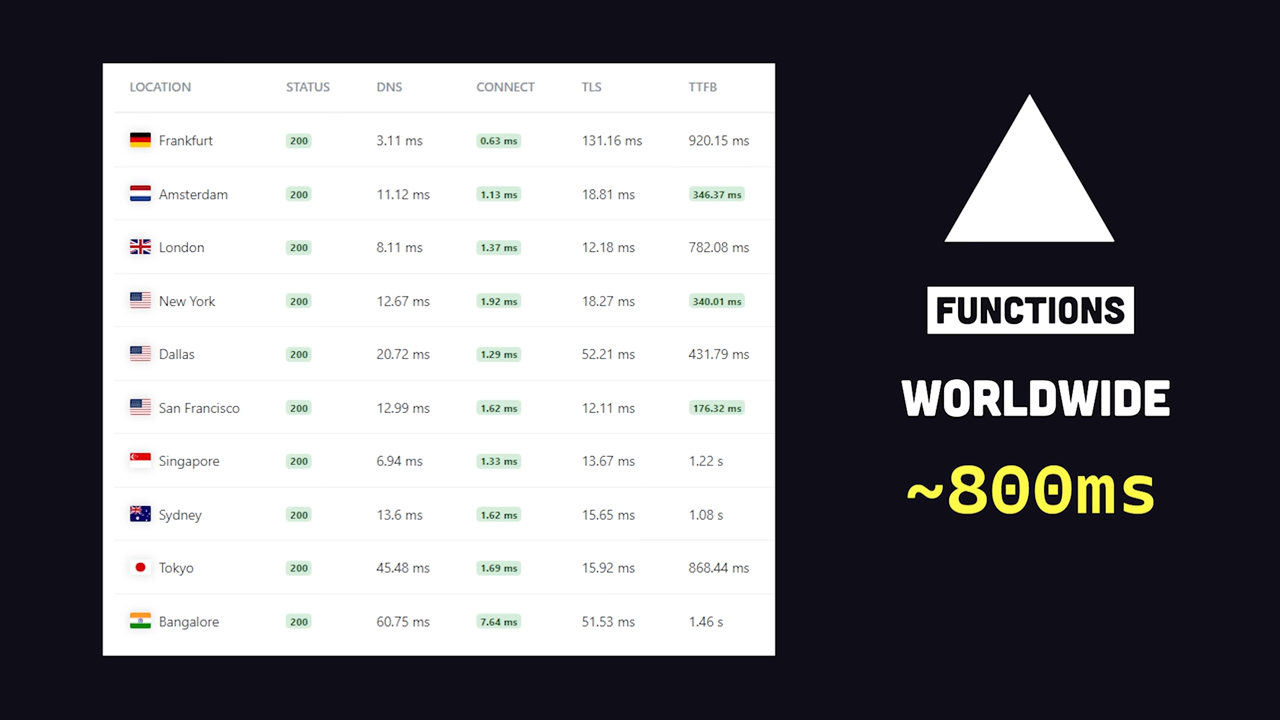 LOCATION STATUS DNS CONNECT TLS TTFB
Frankfurt 200 3.11 ms 0.63 ms 131.16 ms 920.15 ms
Amsterdam 200 11.12 ms 1.13 ms 18.81 ms 346.37 ms
London 200 8.11 ms 1.37 ms 12.18 ms 782.08 ms
New York 200 12.67 ms 1.92 ms 18.27 ms 340.01 ms
Dallas 200 20.72 ms 1.29 ms 52.21 ms 431.79 ms
San Francisco 200 12.99 ms 1.62 ms 12.11 ms 176.32 ms
Singapore 200 6.94 ms 1.33 ms 13.67 ms 1.22 s
Sydney 200 13.6 ms 1.62 ms 15.65 ms 1.08 s
Tokyo 200 45.48 ms 1.69 ms 15.92 ms 868.44 ms
Bangalore 200 60.75 ms 7.64 ms 51.53 ms 1.46 s
FUNCTIONS
WORLDWIDE
~800ms